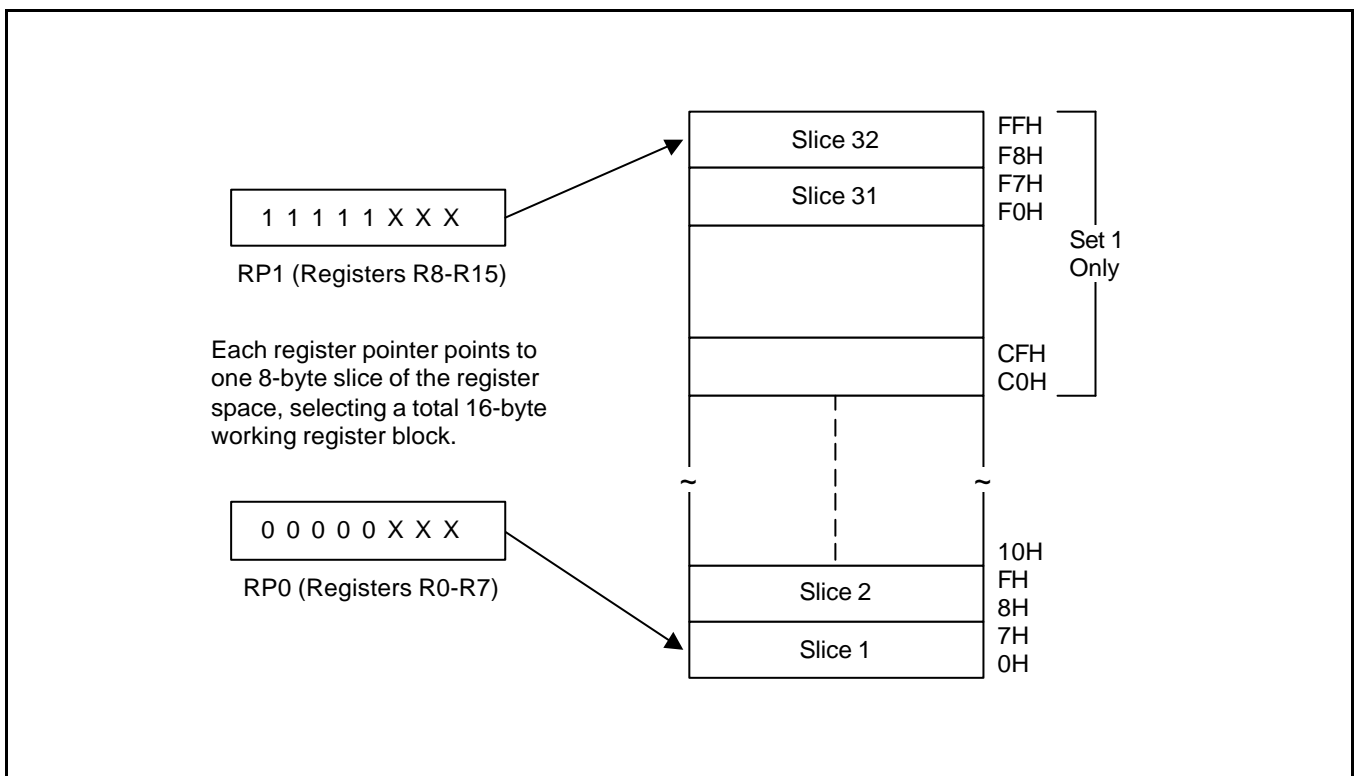 Slice 32
Slice 31
FFH
F8H
F7H
F0H
Set 1
Only
1 1 1 1 1 X X X
RP1 (Registers R8-R15)
Each register pointer points to
one 8-byte slice of the register
space, selecting a total 16-byte
working register block.
CFH
C0H
~ ~
0 0 0 0 0 X X X
RP0 (Registers R0-R7)
10H
FH
8H
7H
0H
Slice 2
Slice 1